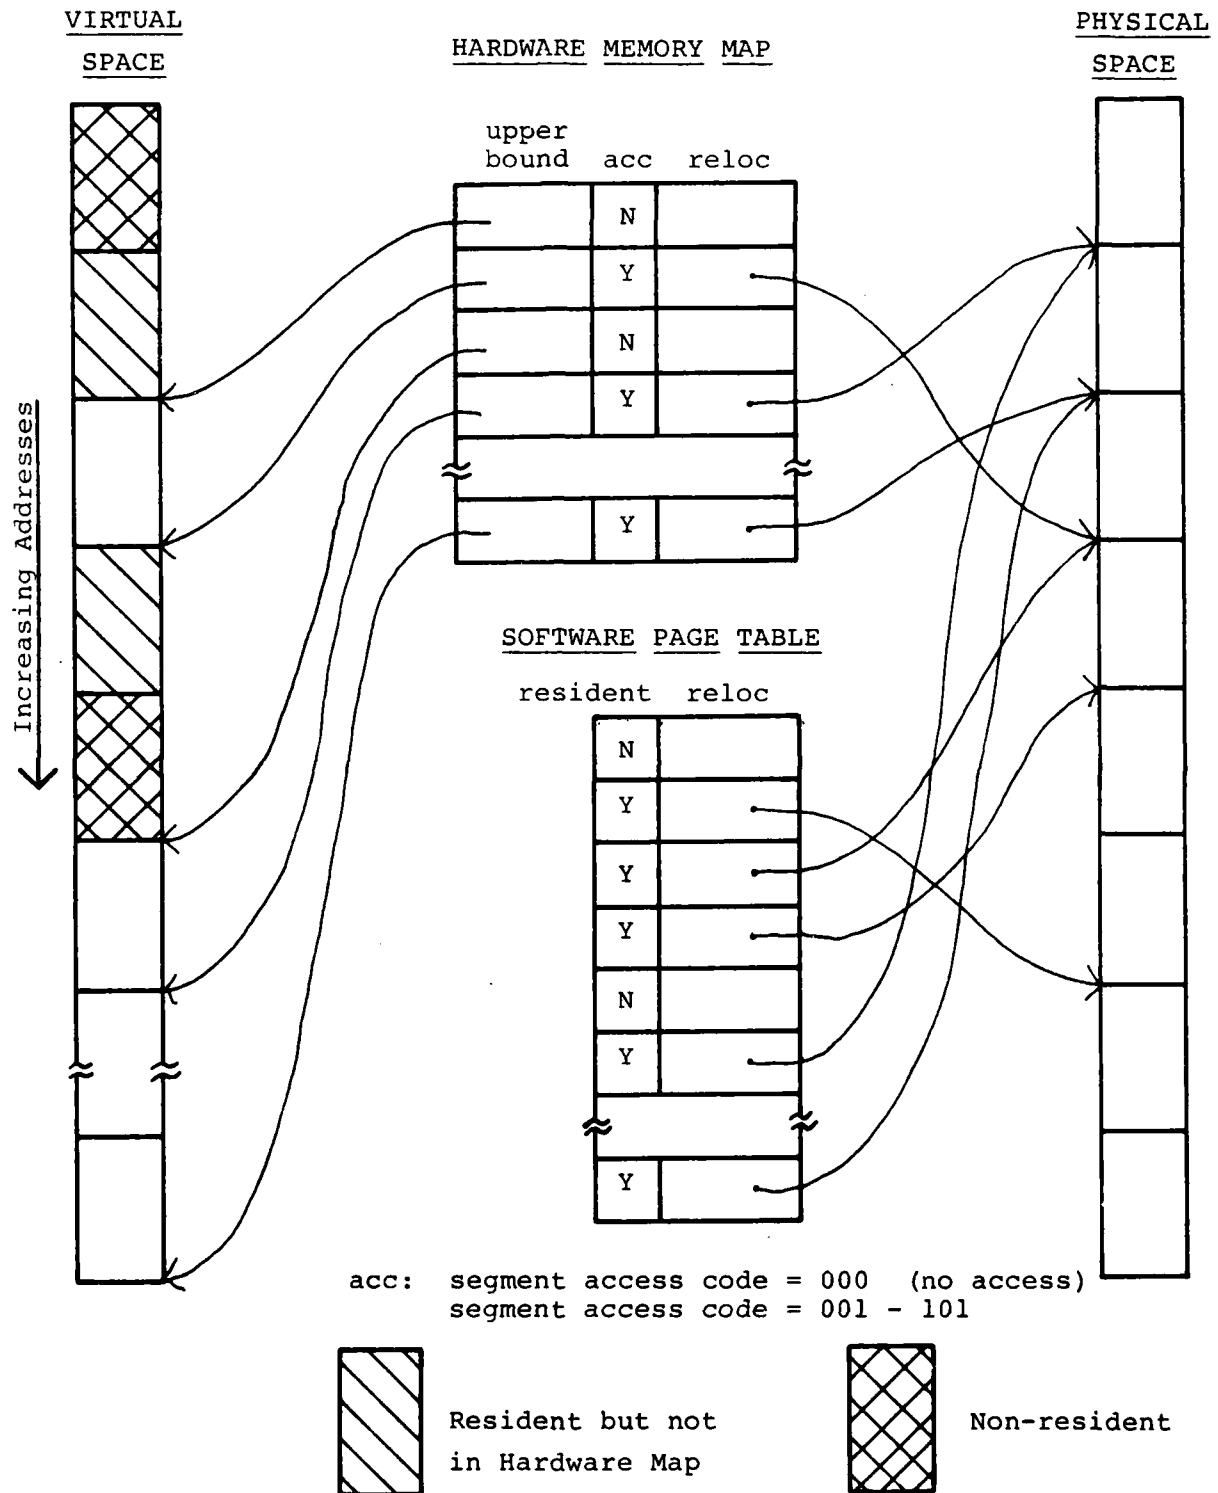 VIRTUAL
SPACE
HARDWARE MEMORY MAP
PHYSICAL
SPACE
upper
bound acc reloc
N
Y
N
Y
Y
Increasing Addresses
SOFTWARE PAGE TABLE
resident reloc
N
Y
Y
Y
N
Y
Y
acc: segment access code = 000 (no access)
segment access code = 001 - 101
Resident but not
in Hardware Map
Non-resident